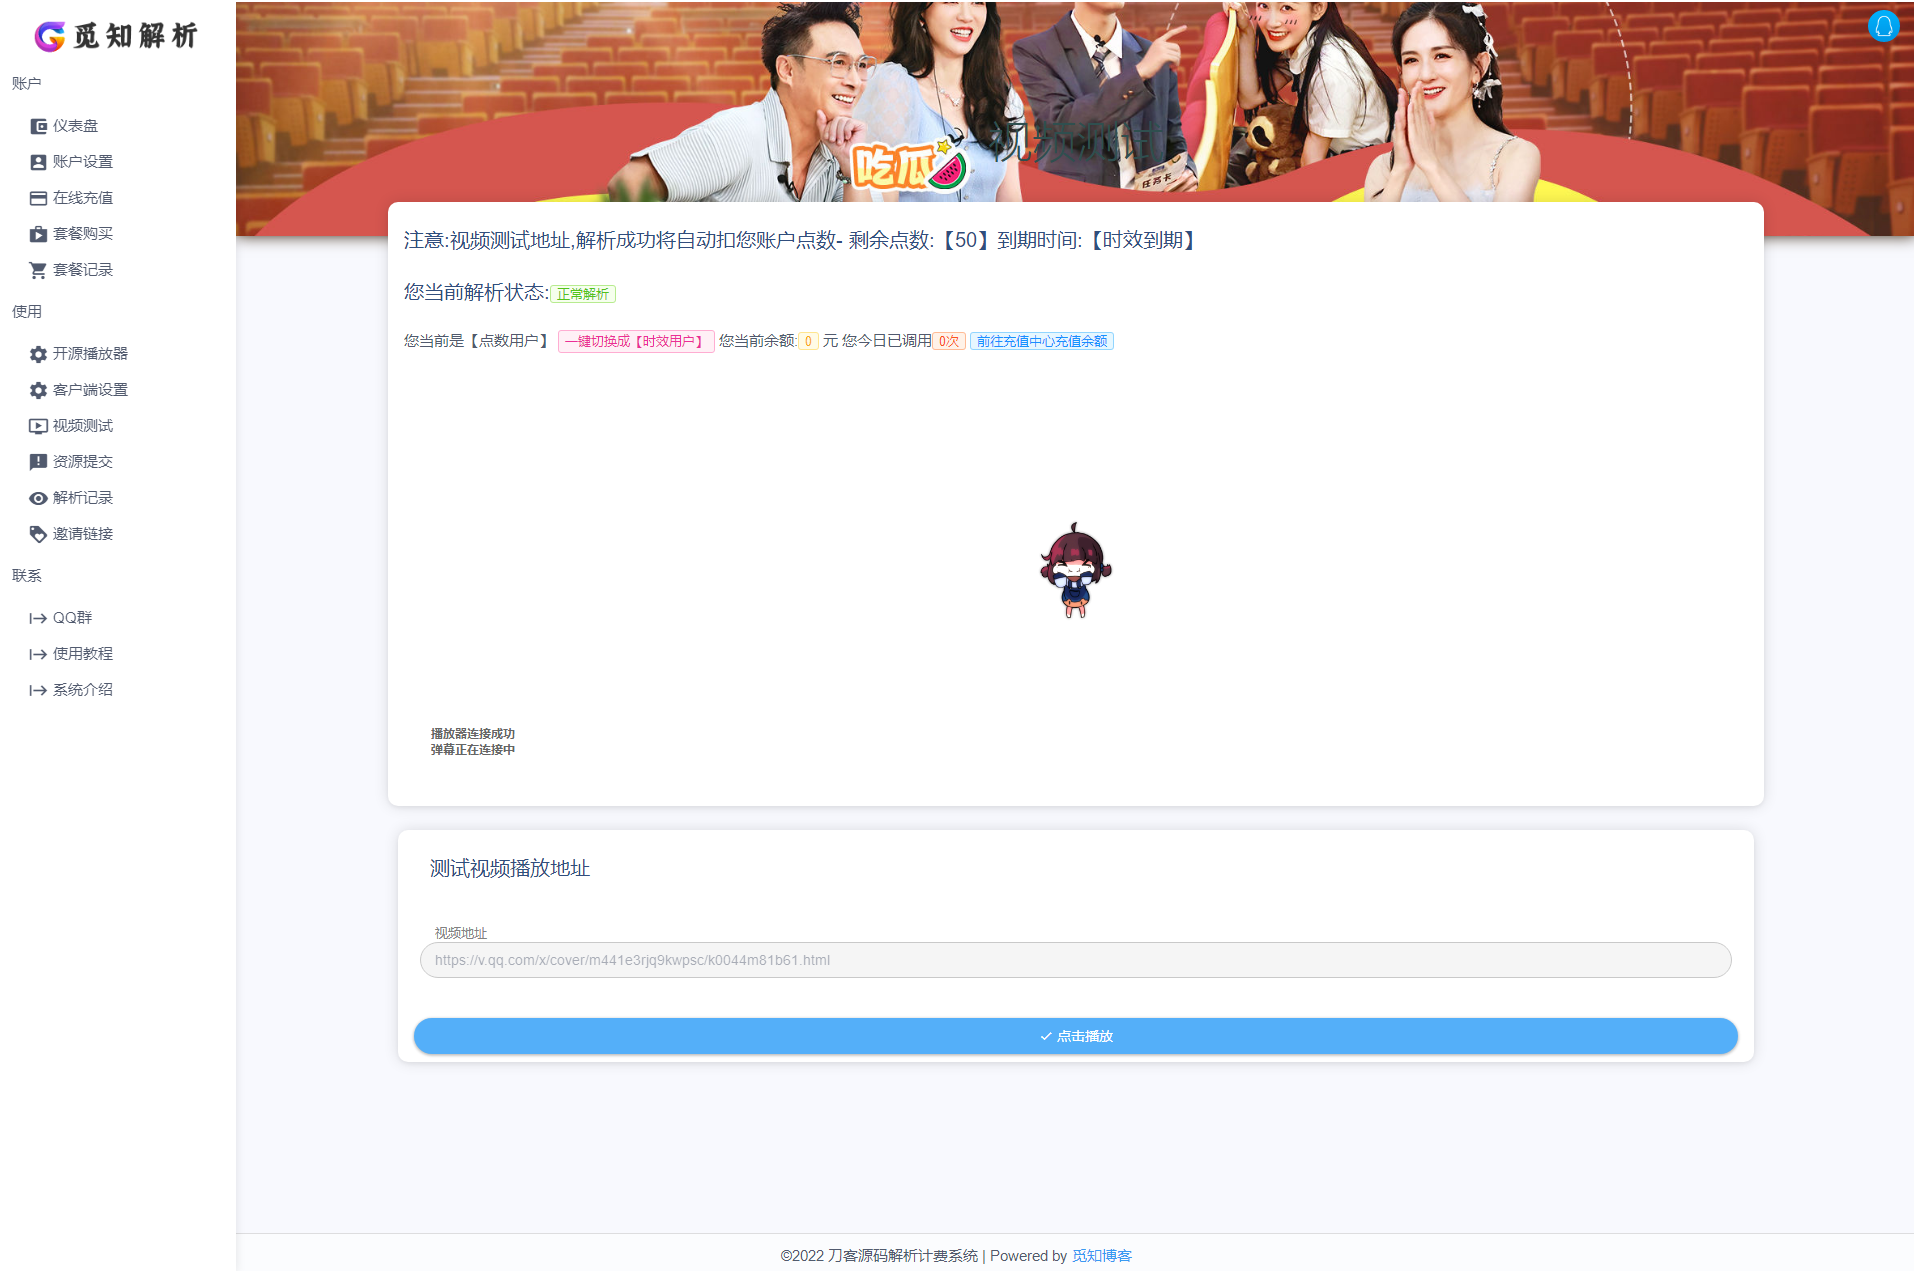 觅知解析
账户
仪表盘
账户设置
在线充值
套餐购买
套餐记录
使用
开源播放器
客户端设置
视频测试
资源提交
解析记录
邀请链接
联系
QQ群
使用教程
系统介绍
吃瓜
视频测试
任务卡
注意:视频测试地址,解析成功将自动扣您账户点数- 剩余点数:【50】到期时间:【时效到期】
您当前解析状态:正常解析
您当前是【点数用户】 一键切换成【时效用户】 您当前余额:0 元 您今日已调用0次 前往充值中心充值余额
播放器连接成功
弹幕正在连接中
测试视频播放地址
视频地址
https://v.qq.com/x/cover/m441e3rjq9kwpsc/k0044m81b61.html
点击播放
©2022 刀客源码解析计费系统 | Powered by 觅知博客